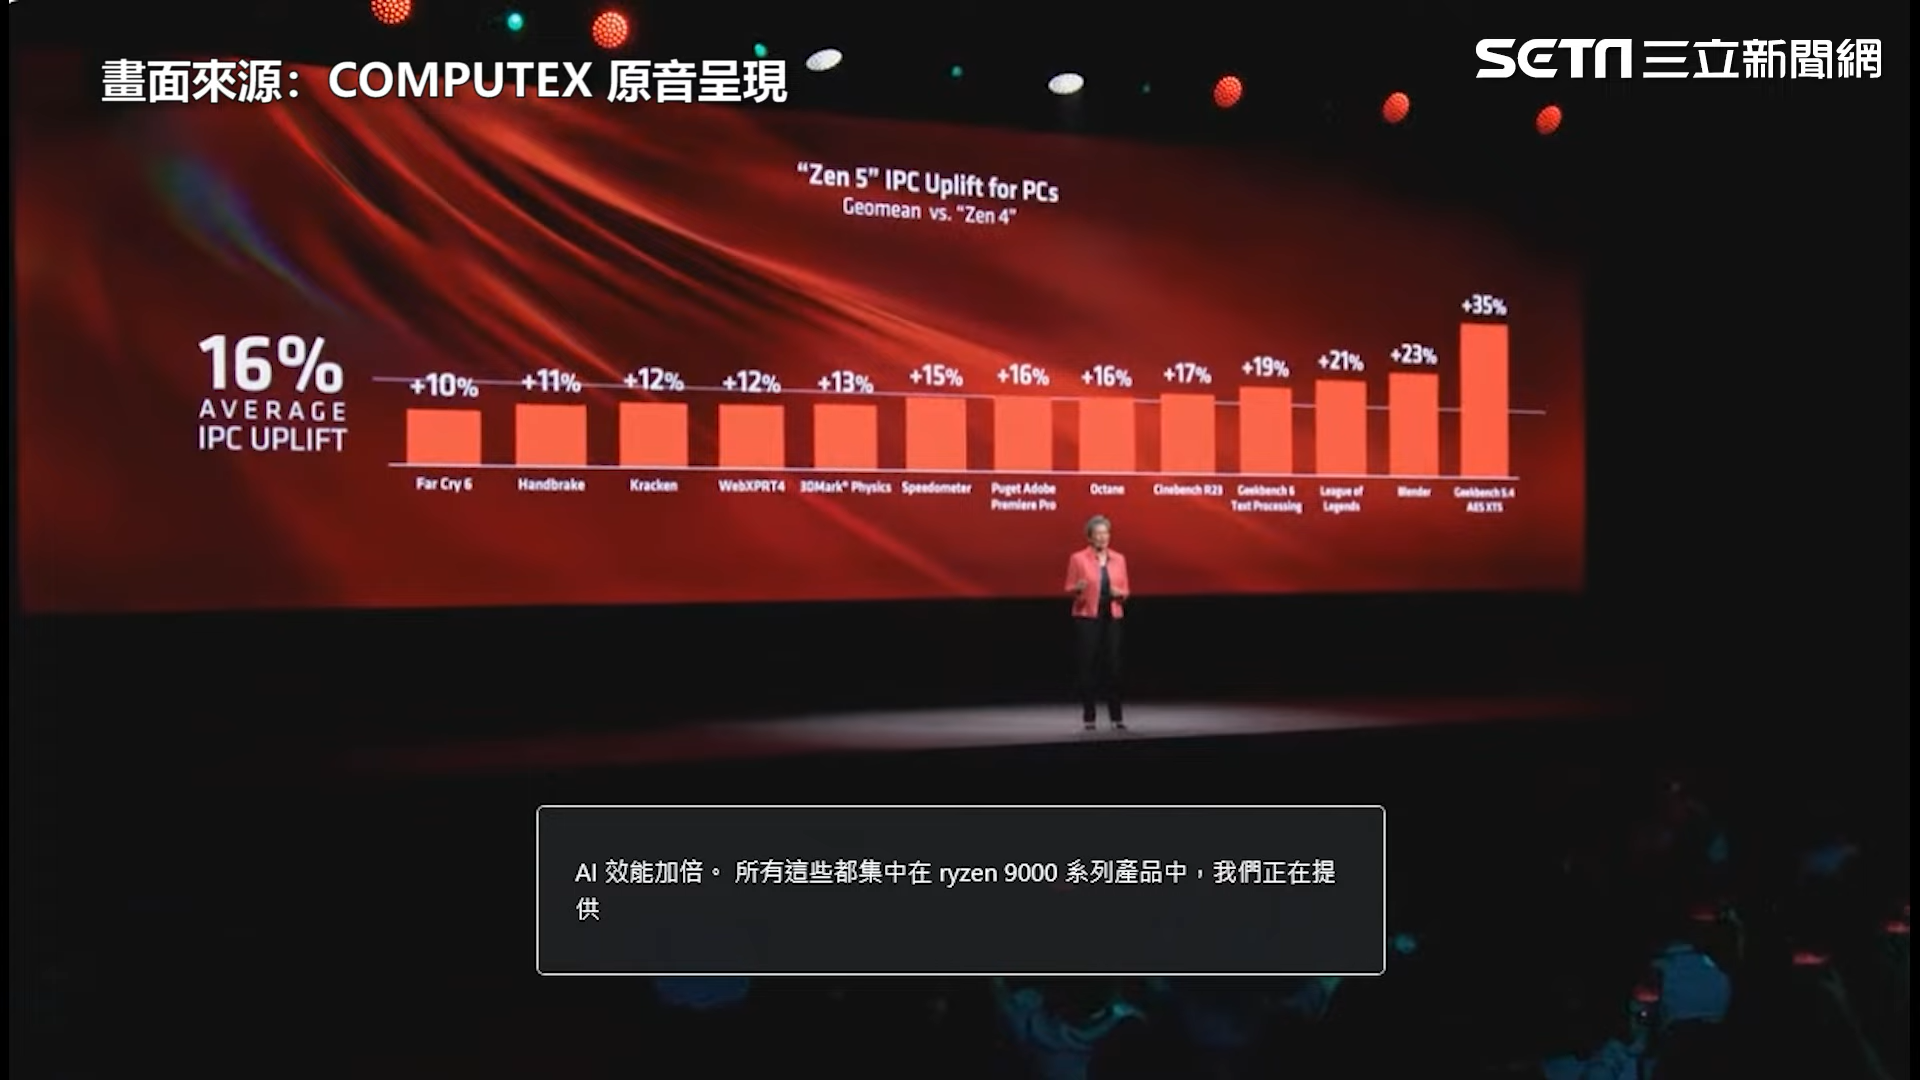 畫面來源：COMPUTEX 原音呈現
SETN三立新聞網
“Zen 5” IPC Uplift for PCs
Geomean vs. “Zen 4”
16%
AVERAGE
IPC UPLIFT
+10%
+11%
+12%
+12%
+13%
+15%
+16%
+16%
+17%
+19%
+21%
+23%
+35%
Far Cry 6
Handbrake
Kraken
WebXPRT4
3DMark® Physics
Speedometer
Puget Adobe
Premiere Pro
Octane
Cinebench R23
Geekbench 6
Text Processing
League of
Legends
Blender
Geekbench 5.4
AES XTS
AI 效能加倍。 所有這些都集中在 ryzen 9000 系列產品中，我們正在提
供